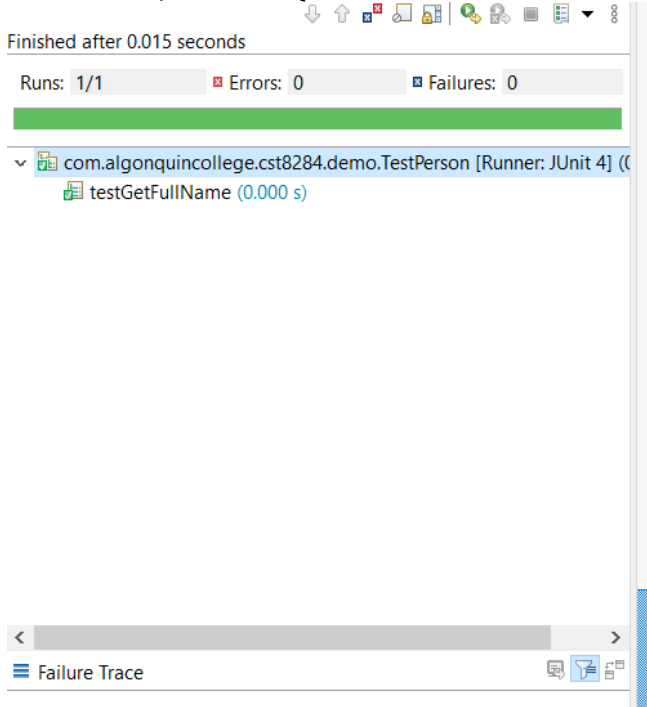 Finished after 0.015 seconds
Runs: 1/1 Errors: 0 Failures: 0
com.algonquincollege.cst8284.demo.TestPerson [Runner: JUnit 4] (0
testGetFullName (0.000 s)
Failure Trace